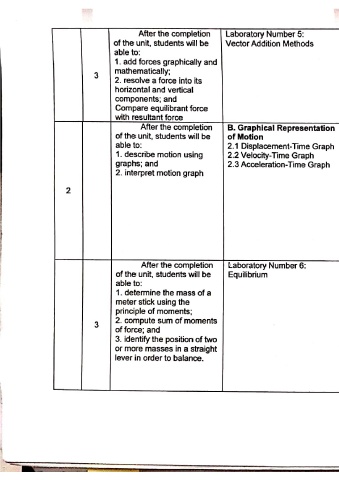 After the completion
of the unit, students will be
able to:
1. add forces graphically and
mathematically;
2. resolve a force into its
horizontal and vertical
components; and
Compare equilibrant force
with resultant force
3
Laboratory Number 5:
Vector Addition Methods
2
After the completion
of the unit, students will be
able to:
1. describe motion using
graphs; and
2. interpret motion graph
B. Graphical Representation
of Motion
2.1 Displacement-Time Graph
2.2 Velocity-Time Graph
2.3 Acceleration-Time Graph
3
After the completion
of the unit, students will be
able to:
1. determine the mass of a
meter stick using the
principle of moments;
2. compute sum of moments
of force; and
3. identify the position of two
or more masses in a straight
lever in order to balance.
Laboratory Number 6:
Equilibrium